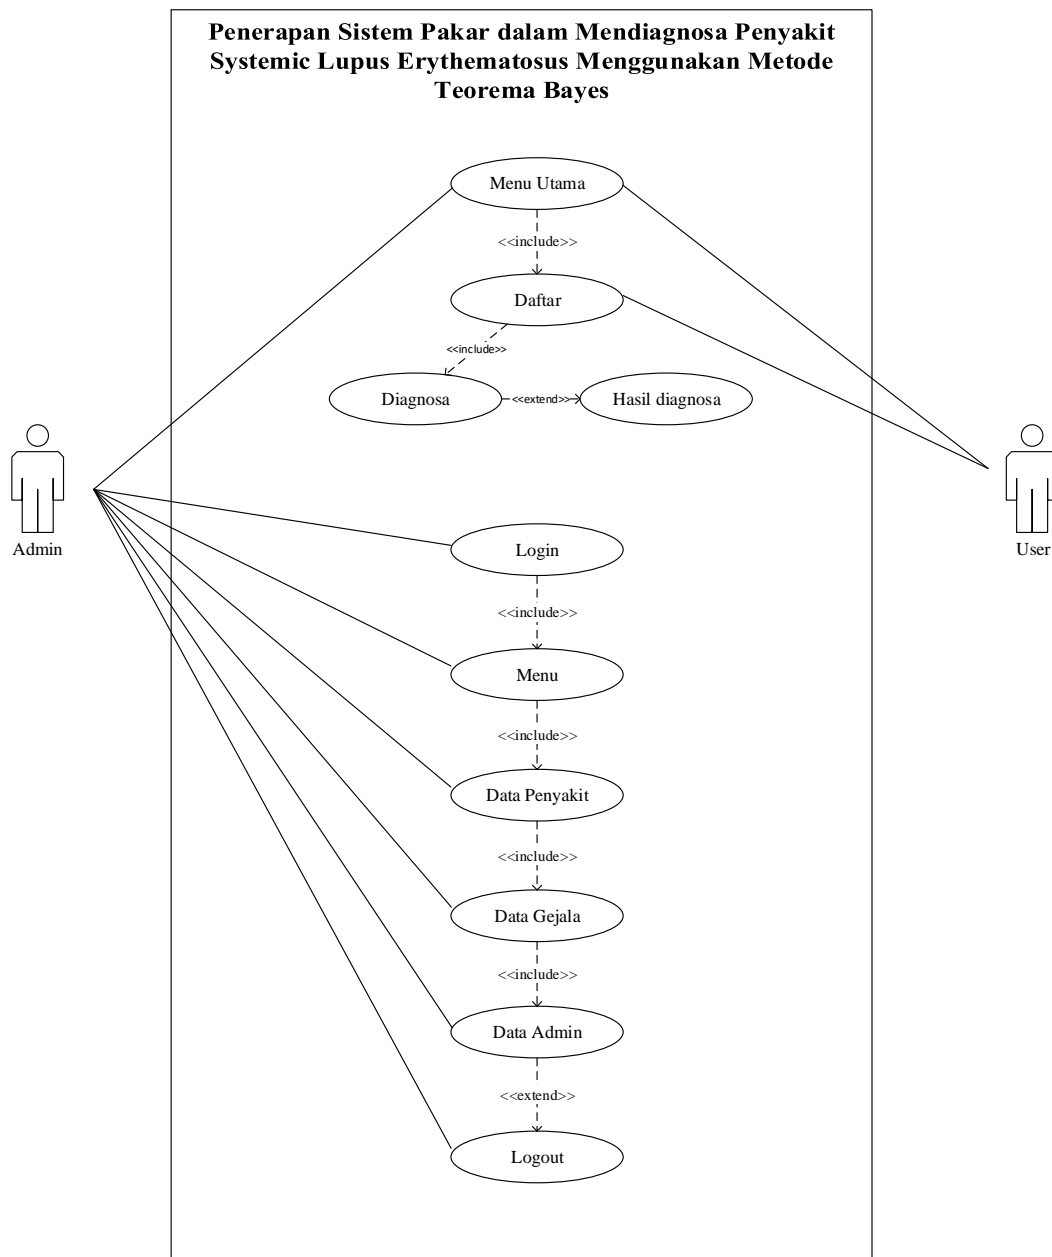 Penerapan Sistem Pakar dalam Mendiagnosa Penyakit
Systemic Lupus Erythematosus Menggunakan Metode
Teorema Bayes
Menu Utama
<<include>>
Daftar
<<include>>
Diagnosa
<<extend>>
Hasil diagnosa
Admin
User
Login
<<include>>
Menu
<<include>>
Data Penyakit
<<include>>
Data Gejala
<<include>>
Data Admin
<<extend>>
Logout